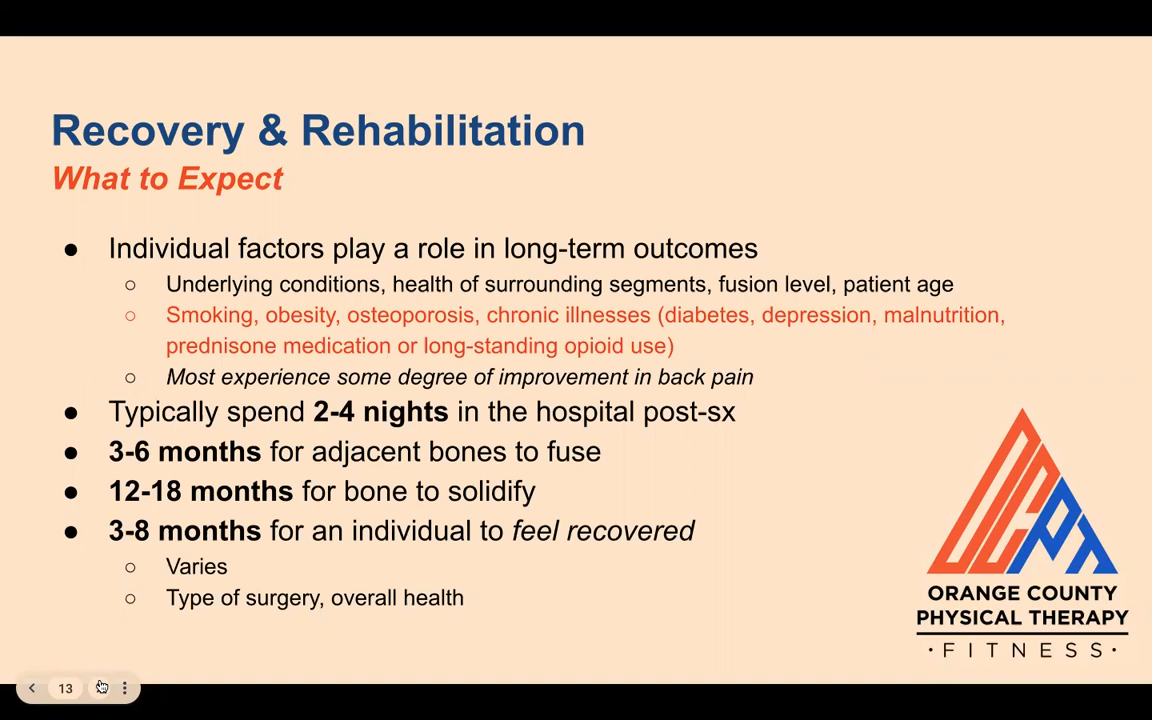 Recovery & Rehabilitation
What to Expect
● Individual factors play a role in long-term outcomes
○ Underlying conditions, health of surrounding segments, fusion level, patient age
○ Smoking, obesity, osteoporosis, chronic illnesses (diabetes, depression, malnutrition,
prednisone medication or long-standing opioid use)
○ Most experience some degree of improvement in back pain
● Typically spend 2-4 nights in the hospital post-sx
● 3-6 months for adjacent bones to fuse
● 12-18 months for bone to solidify
● 3-8 months for an individual to feel recovered
○ Varies
○ Type of surgery, overall health
OCPT
ORANGE COUNTY
PHYSICAL THERAPY
·FITNESS·
13